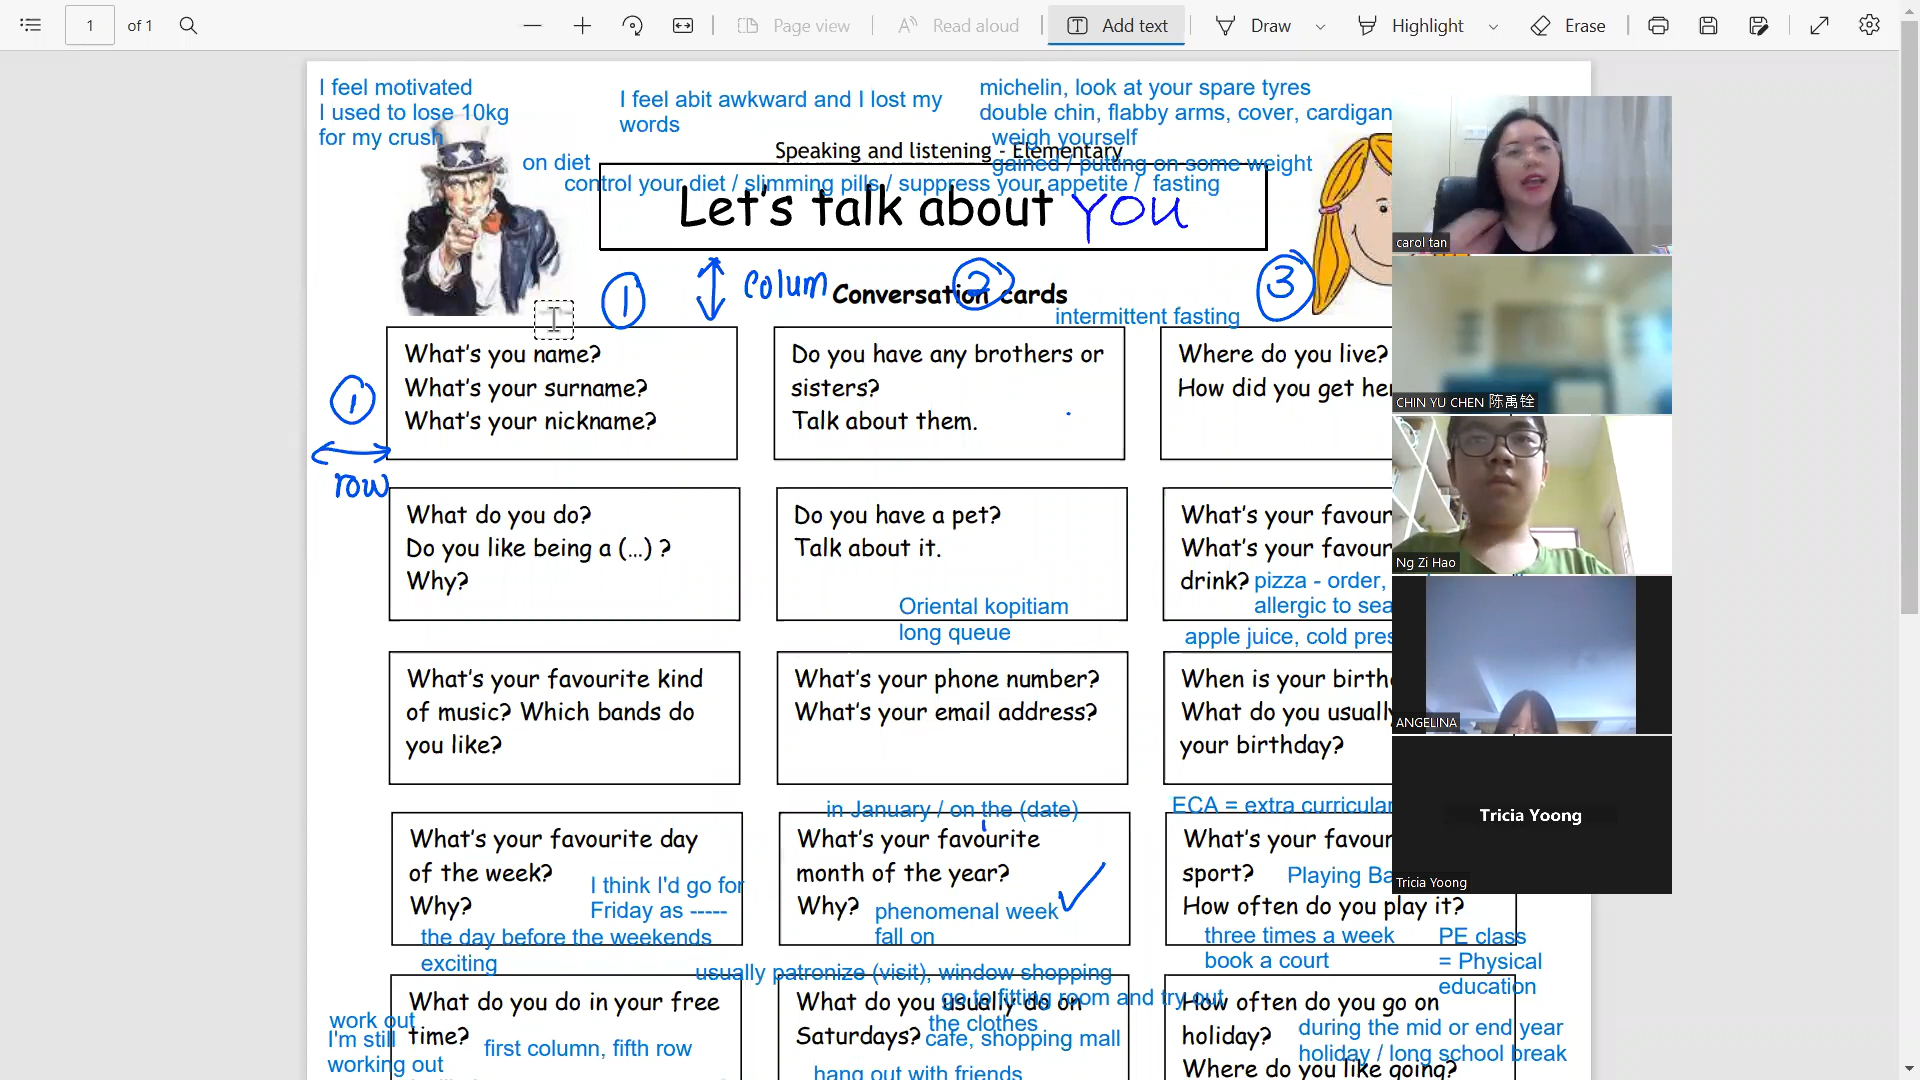 1 of 1
Page view
Read aloud
Add text
Draw
Highlight
Erase
I feel motivated
I used to lose 10kg
for my crush
I feel abit awkward and I lost my
words
michelin, look at your spare tyres
double chin, flabby arms, cover, cardigan
weigh yourself
gained / putting on some weight
Speaking and listening - Elementary
on diet
control your diet / slimming pills / suppress your appetite / fasting
Let's talk about YOU
1
colum
2
3
Conversation cards
intermittent fasting
1
row
What's you name?
What's your surname?
What's your nickname?
Do you have any brothers or
sisters?
Talk about them.
Where do you live?
How did you get her
What do you do?
Do you like being a (...) ?
Why?
Do you have a pet?
Talk about it.
Oriental kopitiam
long queue
What's your favour
What's your favour
drink?
pizza - order,
allergic to sea
apple juice, cold pres
What's your favourite kind
of music? Which bands do
you like?
What's your phone number?
What's your email address?
When is your birth
What do you usually
your birthday?
in January / on the (date)
ECA = extra curricular
What's your favourite day
of the week?
Why?
I think I'd go for
Friday as -----
the day before the weekends
exciting
What's your favourite
month of the year?
Why?
phenomenal week
fall on
What's your favour
sport?
Playing Ba
How often do you play it?
three times a week
book a court
PE class
= Physical
education
usually patronize (visit), window shopping
go to fitting room and try out
the clothes
work out
I'm still
working out
What do you do in your free
time?
first column, fifth row
What do you usually do on
Saturdays?
cafe, shopping mall
hang out with friends
How often do you go on
holiday?
during the mid or end year
holiday / long school break
Where do you like going?
carol tan
CHIN YU CHEN 陈禹铨
Ng Zi Hao
ANGELINA
Tricia Yoong
Tricia Yoong